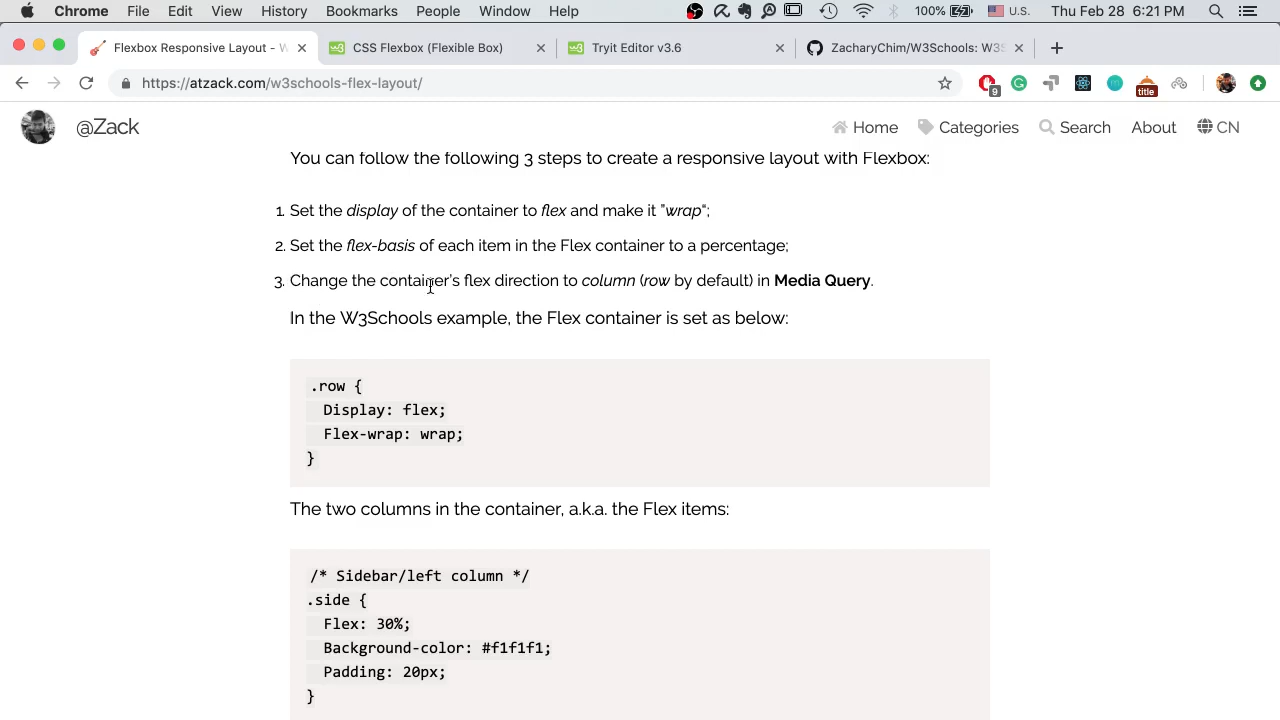 Chrome File Edit View History Bookmarks People Window Help 100% U.S. Thu Feb 28 6:21 PM
Flexbox Responsive Layout - W CSS Flexbox (Flexible Box) Tryit Editor v3.6 ZacharyChim/W3Schools: W3S
https://atzack.com/w3schools-flex-layout/ 9 title
@Zack Home Categories Search About CN
You can follow the following 3 steps to create a responsive layout with Flexbox:
1. Set the display of the container to flex and make it "wrap";
2. Set the flex-basis of each item in the Flex container to a percentage;
3. Change the container's flex direction to column (row by default) in Media Query.
In the W3Schools example, the Flex container is set as below:
.row {
Display: flex;
Flex-wrap: wrap;
}
The two columns in the container, a.k.a. the Flex items:
/* Sidebar/left column */
.side {
Flex: 30%;
Background-color: #f1f1f1;
Padding: 20px;
}